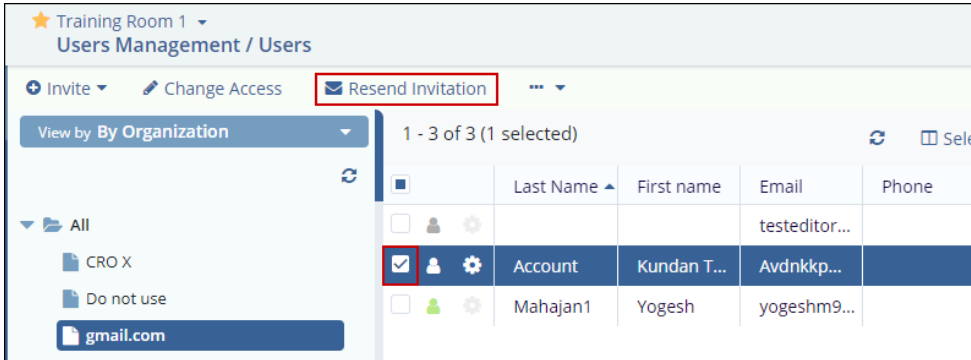 Training Room 1
Users Management / Users
Invite Change Access Resend Invitation ...
View by By Organization
1 - 3 of 3 (1 selected)
Sele
Last Name First name Email Phone
All
testeditor...
CRO X
Account Kundan T... Avdnkkp...
Do not use
Mahajan1 Yogesh yogeshm9...
gmail.com